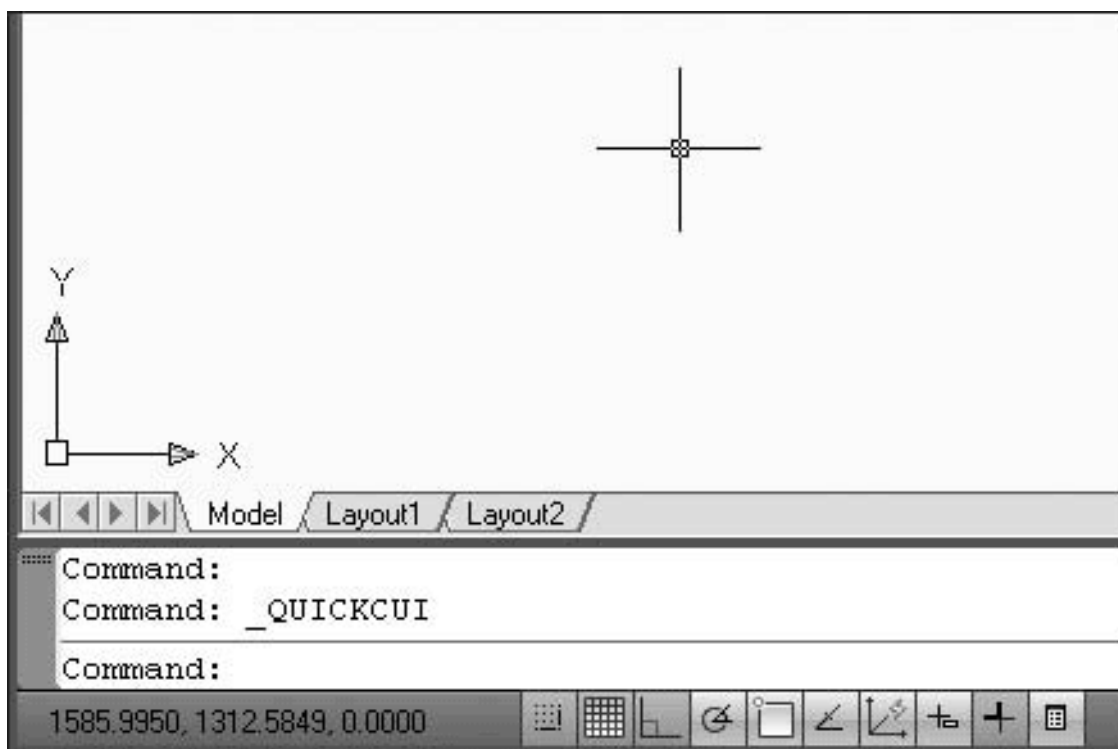 Y
X
Model Layout1 Layout2
Command:
Command: _QUICKCUI
Command:
1585.9950, 1312.5849, 0.0000